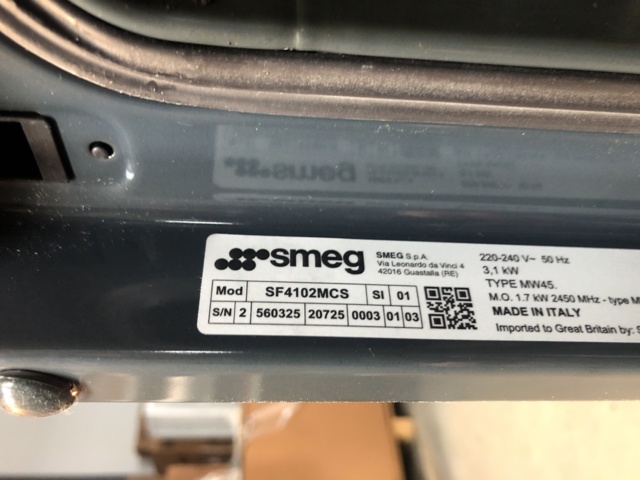 smeg
SMEG S.p.A.
Via Leonardo da Vinci 4
42016 Guastalla (RE)
220-240 V~ 50 Hz
3,1 kW
TYPE MW45.
M.O. 1.7 kW 2450 MHz - type
MADE IN ITALY
Imported to Great Britain by:
Mod SF4102MCS SI 01
S/N 2 560325 20725 0003 01 03